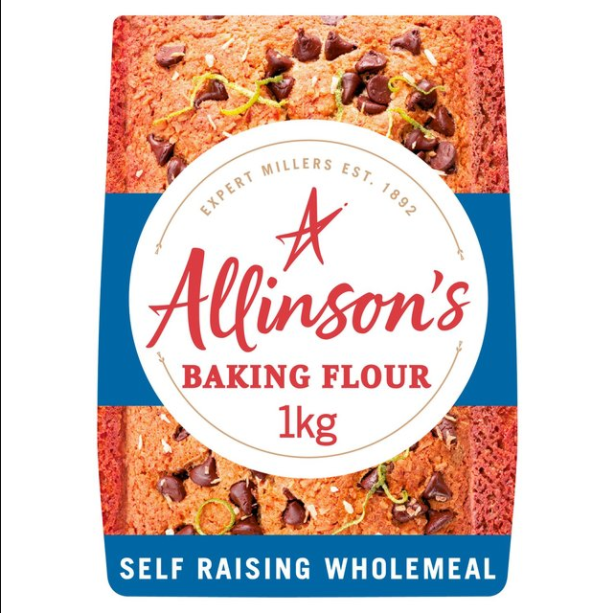 EXPERT MILLERS EST. 1892
Allinson's
BAKING FLOUR
1kg
SELF RAISING WHOLEMEAL